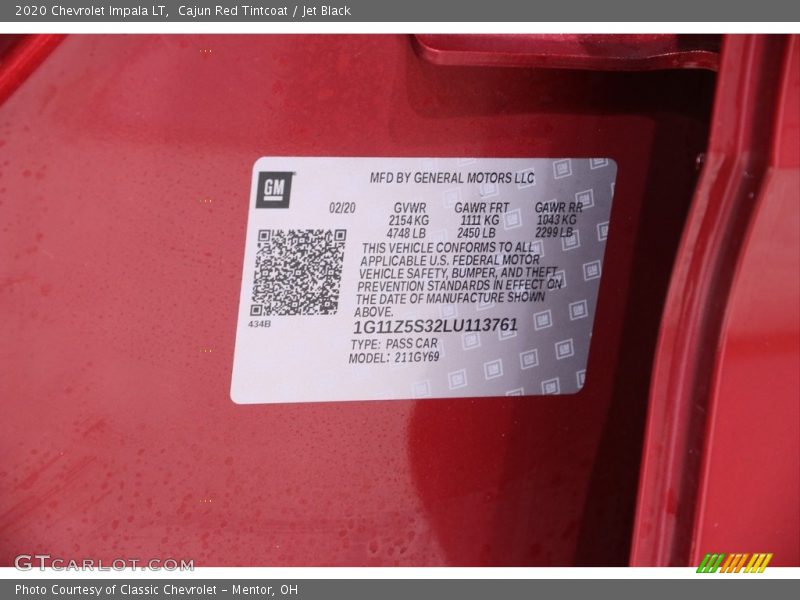 2020 Chevrolet Impala LT, Cajun Red Tintcoat / Jet Black
GM
MFD BY GENERAL MOTORS LLC
02/20 GVWR GAWR FRT GAWR RR
2154 KG 1111 KG 1043 KG
4748 LB 2450 LB 2299 LB
THIS VEHICLE CONFORMS TO ALL
APPLICABLE U.S. FEDERAL MOTOR
VEHICLE SAFETY, BUMPER, AND THEFT
PREVENTION STANDARDS IN EFFECT ON
THE DATE OF MANUFACTURE SHOWN
ABOVE.
434B
1G11Z5S32LU113761
TYPE: PASS CAR
MODEL: 211GY69
GTCARLOT.COM
Photo Courtesy of Classic Chevrolet - Mentor, OH